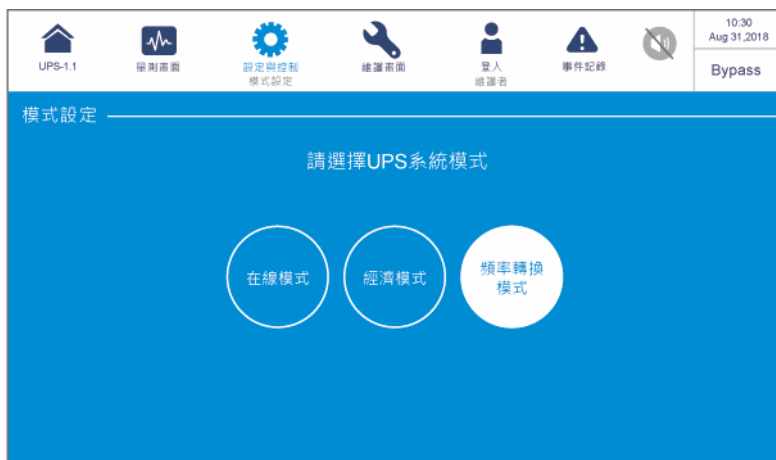 10:30
Aug 31,2018
UPS-1.1
量測畫面
設定與控制
模式設定
維護畫面
登入
維護者
事件記錄
Bypass
模式設定
請選擇UPS系統模式
在線模式
經濟模式
頻率轉換
模式